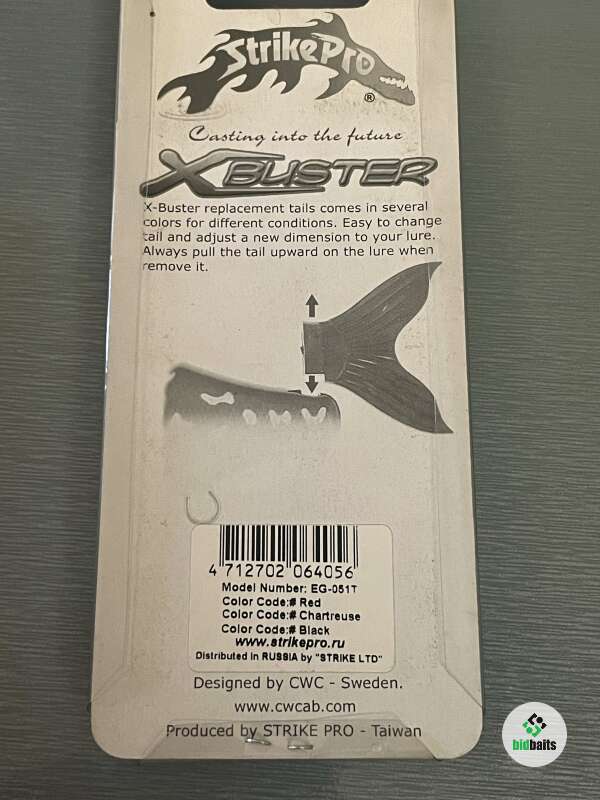 StrikePro
®
Casting into the future
X BUSTER
X-Buster replacement tails comes in several
colors for different conditions. Easy to change
tail and adjust a new dimension to your lure.
Always pull the tail upward on the lure when
remove it.
4 712702 064056
Model Number: EG-051T
Color Code:# Red
Color Code:# Chartreuse
Color Code:# Black
www.strikepro.ru
Distributed in RUSSIA by "STRIKE LTD"
Designed by CWC - Sweden.
www.cwcab.com
Produced by STRIKE PRO - Taiwan
bidbaits